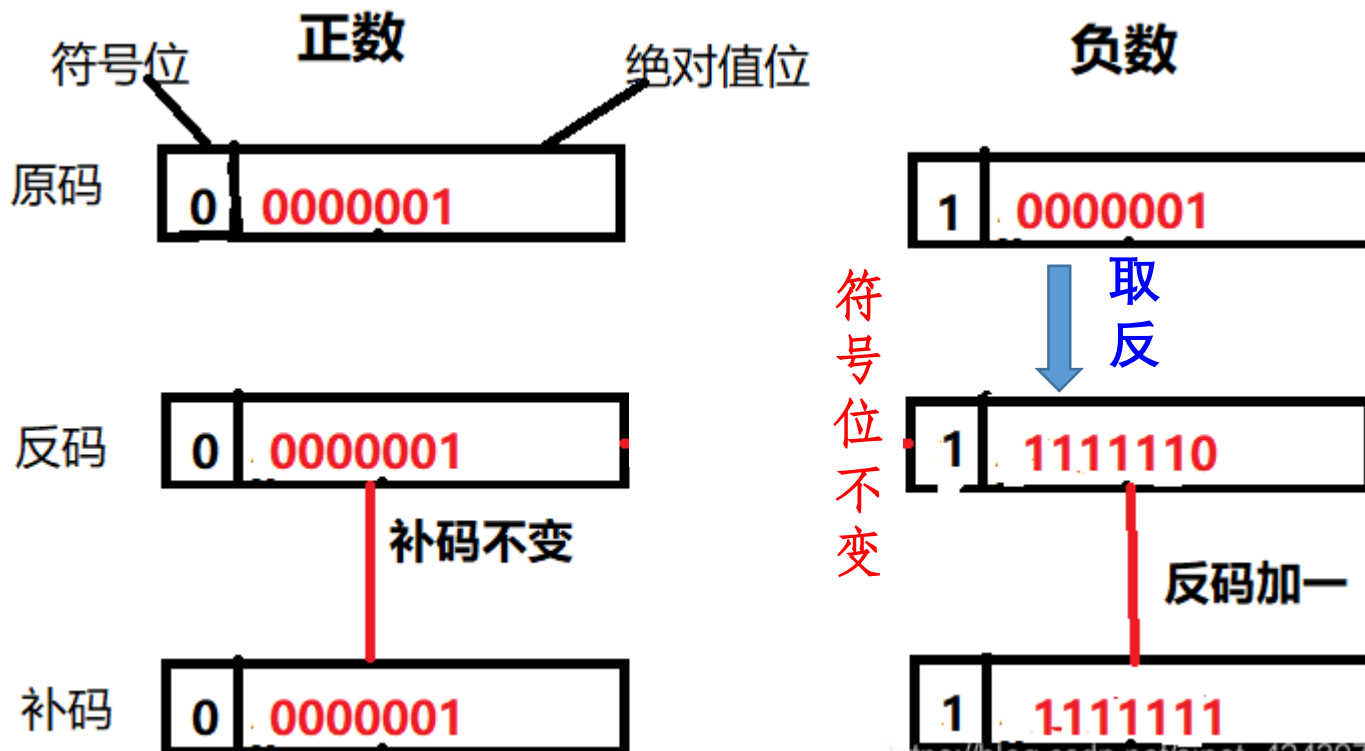 正数
负数
符号位
绝对值位
原码
0 0000001
1 0000001
取反
符号位不变
反码
0 0000001
1 1111110
补码不变
反码加一
补码
0 0000001
1 1111111